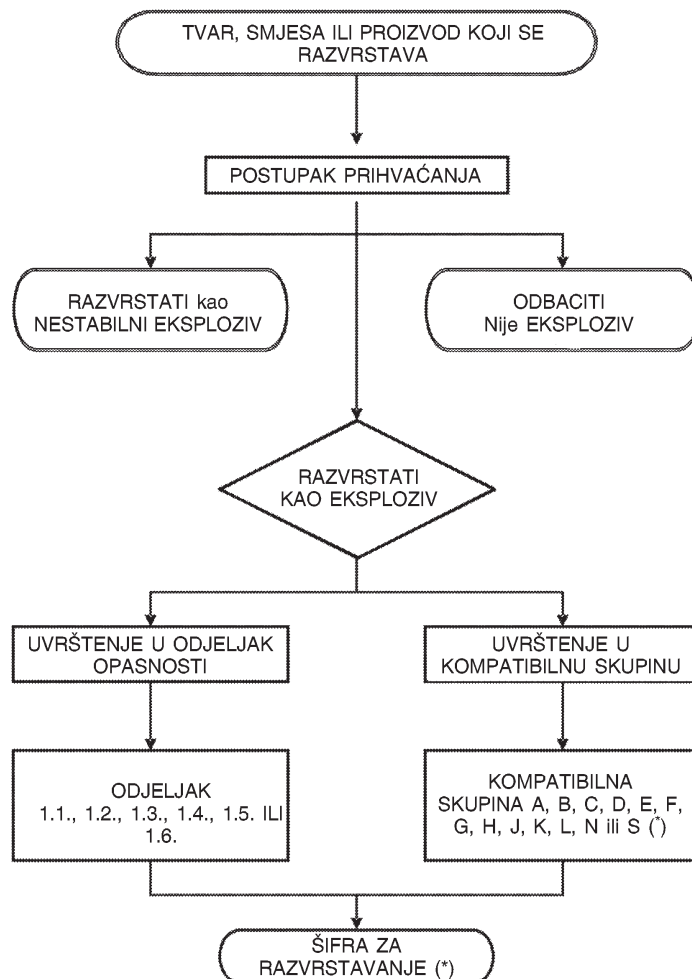 TVAR, SMJESA ILI PROIZVOD KOJI SE
RAZVRSTAVA
POSTUPAK PRIHVAĆANJA
RAZVRSTATI kao
NESTABILNI EKSPLOZIV
ODBACITI
Nije EKSPLOZIV
RAZVRSTATI
KAO EKSPLOZIV
UVRŠTENJE U ODJELJAK
OPASNOSTI
UVRŠTENJE U
KOMPATIBILNU SKUPINU
ODJELJAK
1.1., 1.2., 1.3., 1.4., 1.5. ILI
1.6.
KOMPATIBILNA
SKUPINA A, B, C, D, E, F,
G, H, J, K, L, N ili S (*)
ŠIFRA ZA
RAZVRSTAVANJE (*)